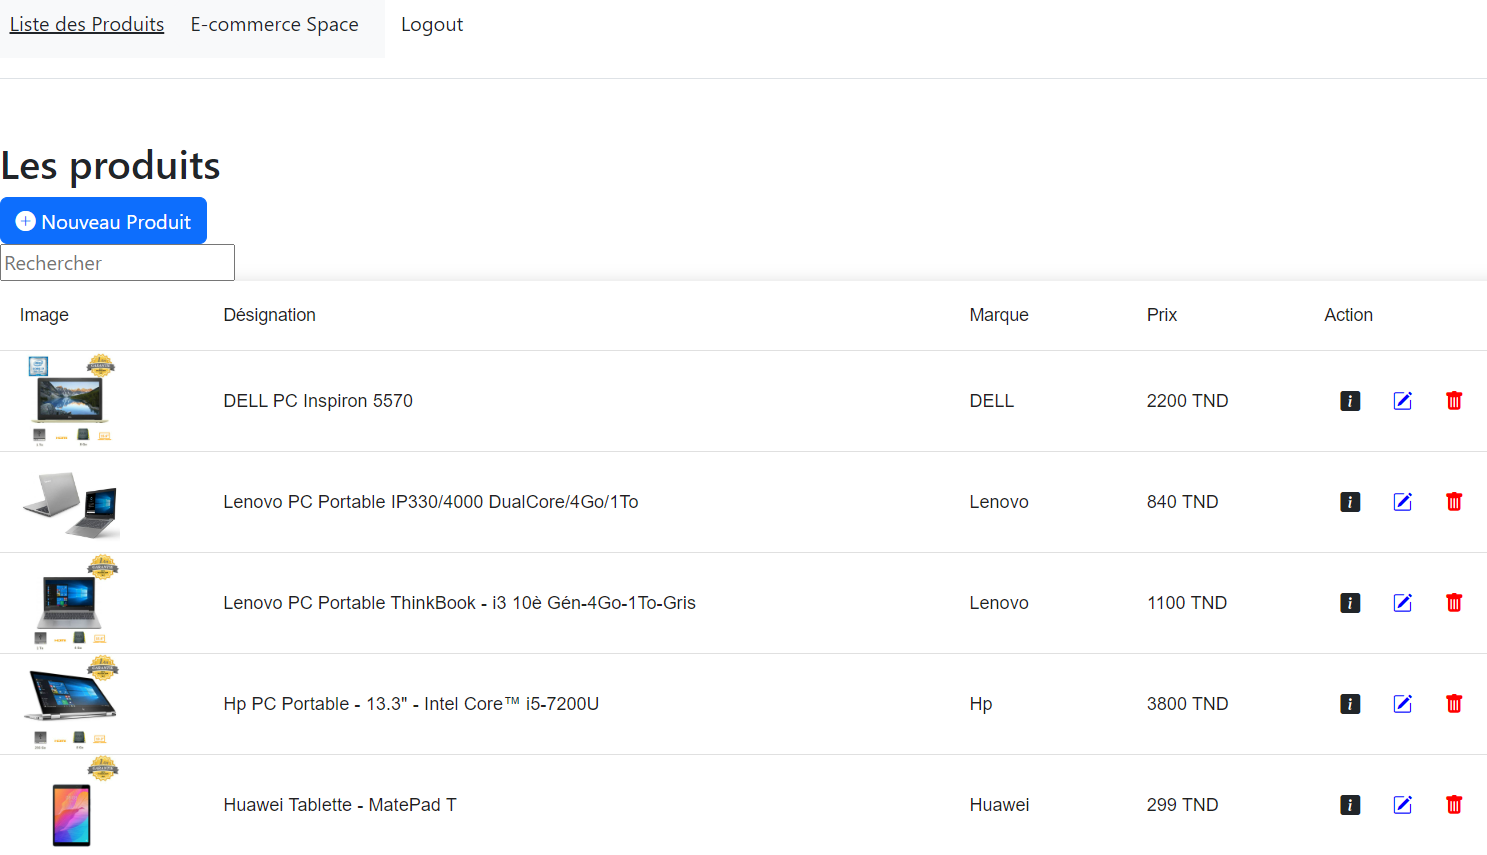 Liste des Produits E-commerce Space Logout
Les produits
Nouveau Produit
Rechercher
Image Désignation Marque Prix Action
DELL PC Inspiron 5570 DELL 2200 TND
Lenovo PC Portable IP330/4000 DualCore/4Go/1To Lenovo 840 TND
Lenovo PC Portable ThinkBook - i3 10è Gén-4Go-1To-Gris Lenovo 1100 TND
Hp PC Portable - 13.3" - Intel Core™ i5-7200U Hp 3800 TND
Huawei Tablette - MatePad T Huawei 299 TND